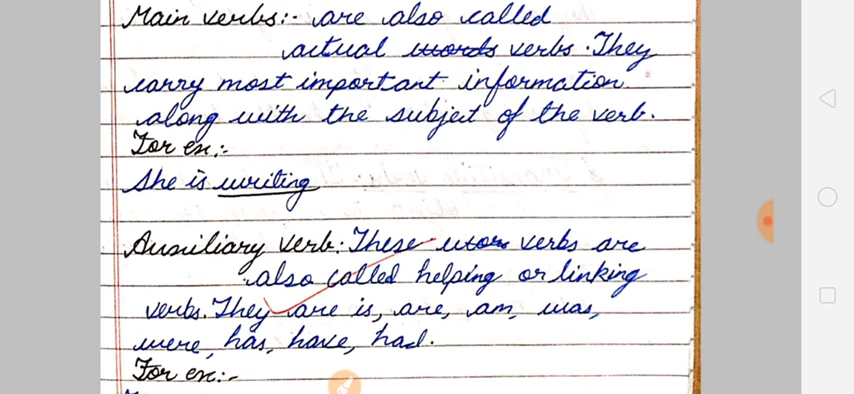 Main verbs:- are also called
actual words verbs. They
carry most important information
along with the subject of the verb.
For ex:-
She is writing
Auxiliary verb: These wor verbs are
also called helping or linking
verbs. They are is, are, am, was,
were, has, have, had.
For ex:-